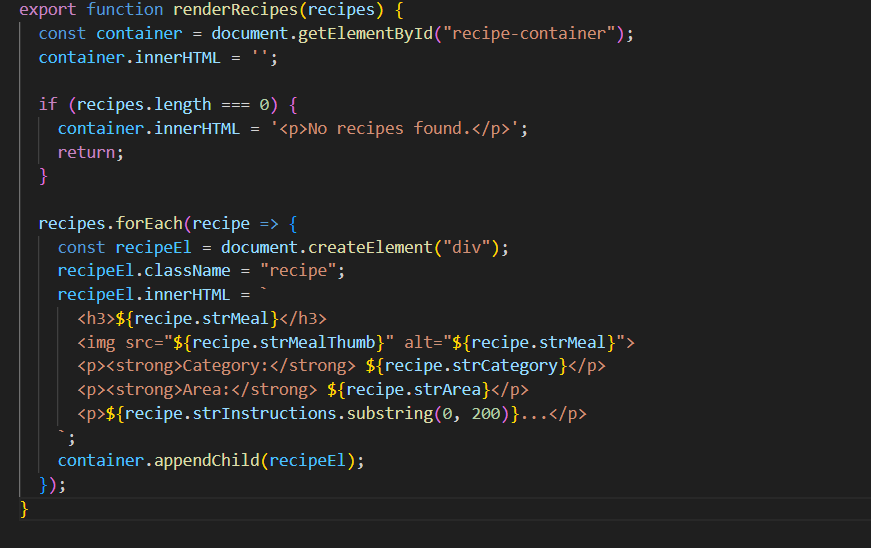 export function renderRecipes(recipes) {
  const container = document.getElementById("recipe-container");
  container.innerHTML = '';

  if (recipes.length === 0) {
    container.innerHTML = '<p>No recipes found.</p>';
    return;
  }

  recipes.forEach(recipe => {
    const recipeEl = document.createElement("div");
    recipeEl.className = "recipe";
    recipeEl.innerHTML = `
      <h3>${recipe.strMeal}</h3>
      <img src="${recipe.strMealThumb}" alt="${recipe.strMeal}">
      <p><strong>Category:</strong> ${recipe.strCategory}</p>
      <p><strong>Area:</strong> ${recipe.strArea}</p>
      <p>${recipe.strInstructions.substring(0, 200)}...</p>
    `;
    container.appendChild(recipeEl);
  });
}